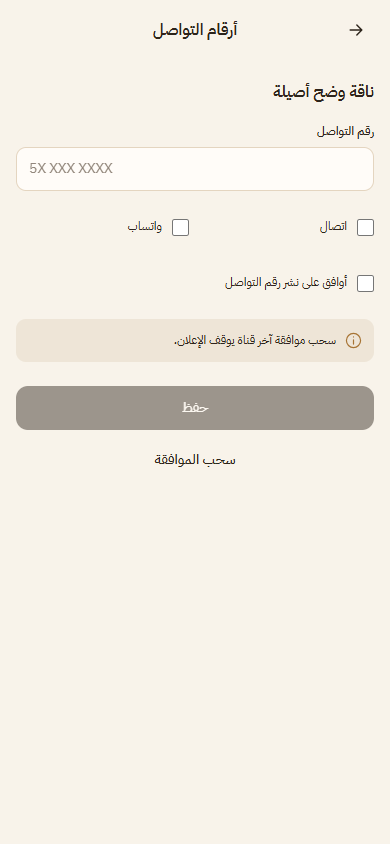 أرقام التواصل
ناقة وضح أصيلة
رقم التواصل
5X XXX XXXX
اتصال
واتساب
أوافق على نشر رقم التواصل
سحب موافقة آخر قناة يوقف الإعلان.
حفظ
سحب الموافقة